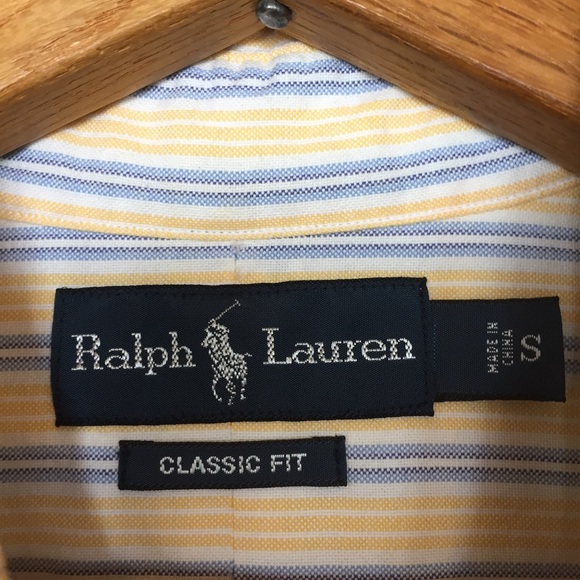 Ralph Lauren
MADE IN
CHINA
S
CLASSIC FIT